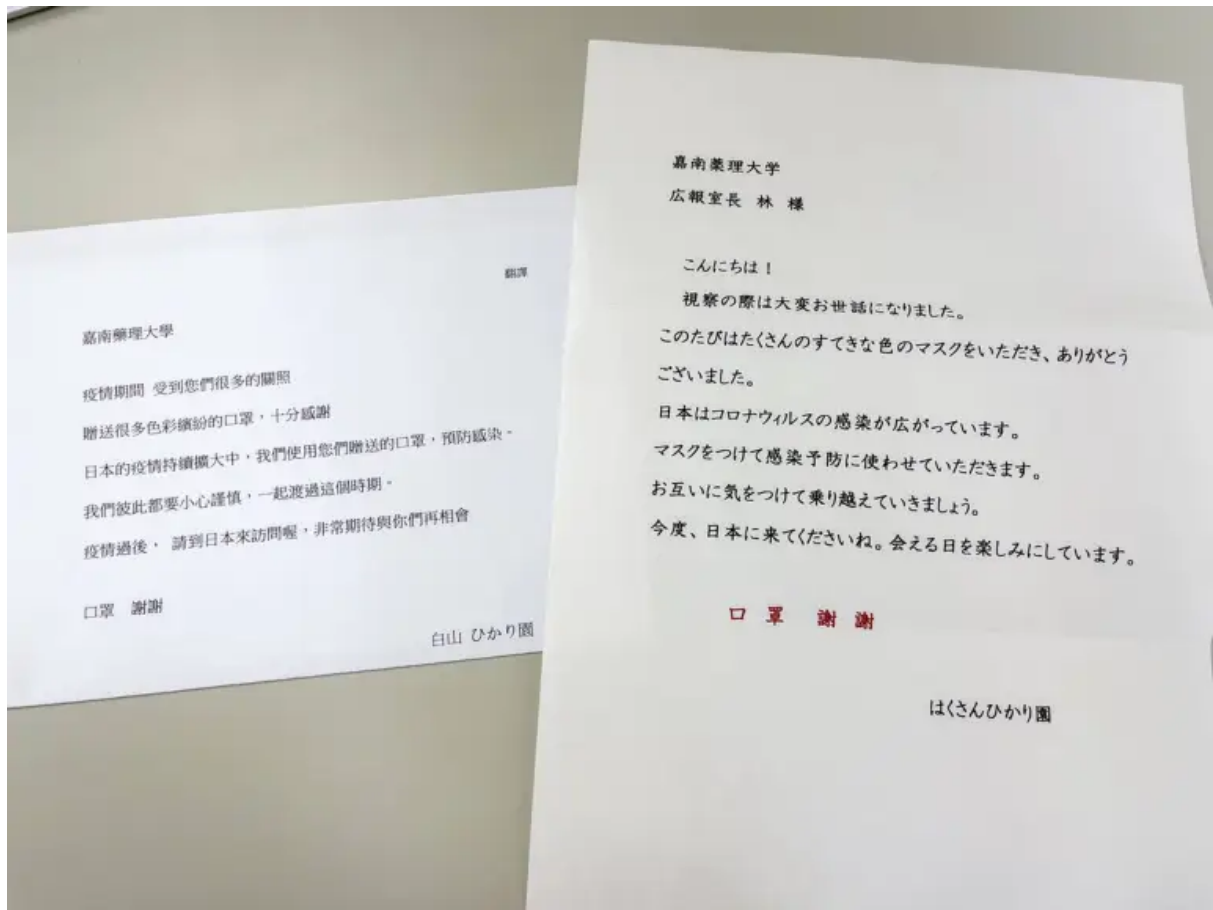 翻譯
嘉南藥理大學
疫情期間 受到您們很多的關照
贈送很多色彩繽紛的口罩，十分感謝
日本的疫情持續擴大中，我們使用您們贈送的口罩，預防感染。
我們彼此都要小心謹慎，一起渡過這個時期。
疫情過後， 請到日本來訪問喔，非常期待與你們再相會
口罩　謝謝
白山 ひかり園
嘉南薬理大学
広報室長　林　様
こんにちは！
視察の際は大変お世話になりました。
このたびはたくさんのすてきな色のマスクをいただき、ありがとう
ございました。
日本はコロナウィルスの感染が広がっています。
マスクをつけて感染予防に使わせていただきます。
お互いに気をつけて乗り越えていきましょう。
今度、日本に来てくださいね。会える日を楽しみにしています。
口　罩　謝　謝
はくさんひかり園